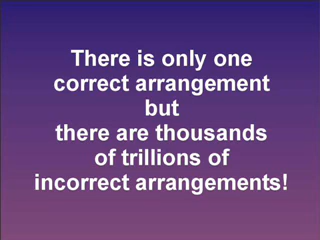 There is only one
correct arrangement
but
there are thousands
of trillions of
incorrect arrangements!